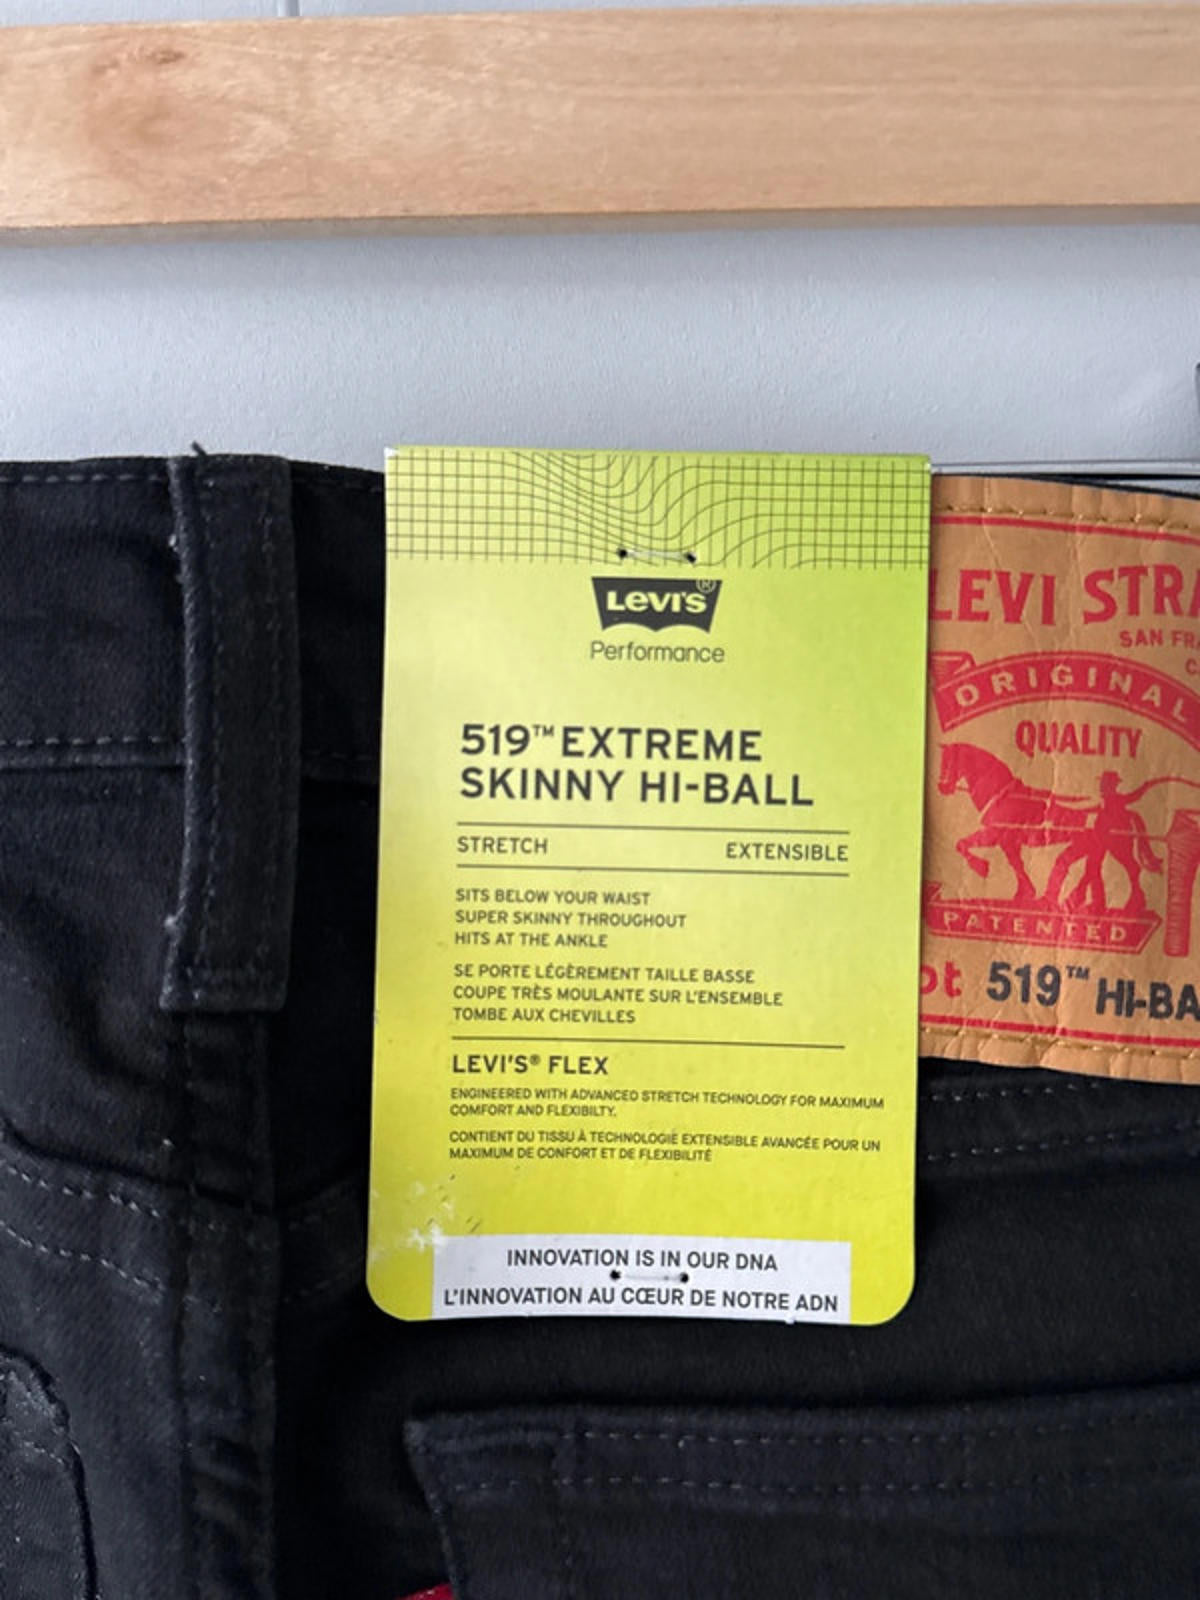 LEVI'S®
Performance
519™ EXTREME
SKINNY HI-BALL
STRETCH EXTENSIBLE
SITS BELOW YOUR WAIST
SUPER SKINNY THROUGHOUT
HITS AT THE ANKLE
SE PORTE LÉGÈREMENT TAILLE BASSE
COUPE TRÈS MOULANTE SUR L'ENSEMBLE
TOMBE AUX CHEVILLES
LEVI'S® FLEX
ENGINEERED WITH ADVANCED STRETCH TECHNOLOGY FOR MAXIMUM
COMFORT AND FLEXIBILTY.
CONTIENT DU TISSU À TECHNOLOGIE EXTENSIBLE AVANCÉE POUR UN
MAXIMUM DE CONFORT ET DE FLEXIBILITÉ
INNOVATION IS IN OUR DNA
L'INNOVATION AU CŒUR DE NOTRE ADN
LEVI STRA
SAN FRA
ORIGINAL
QUALITY
PATENTED
519™ HI-BA